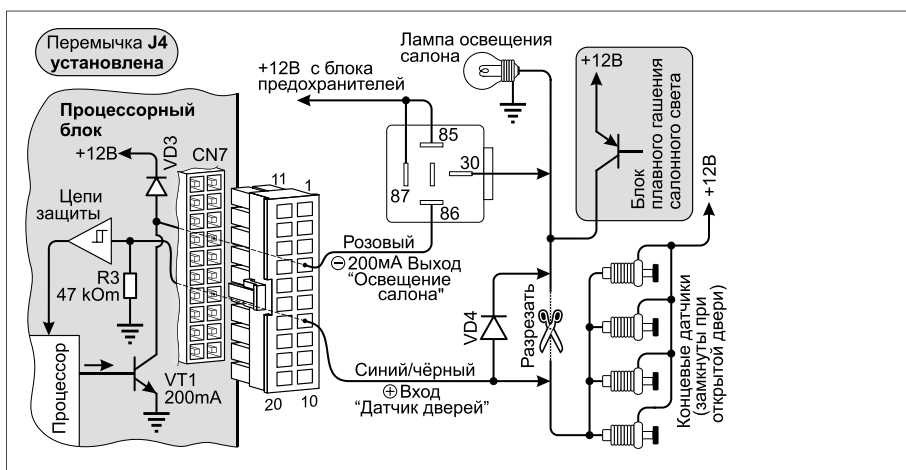 Перемычка J4
установлена
Лампа освещения
салона
+12В с блока
предохранителей
+12В
Процессорный
блок
+12В
VD3
CN7
85
30
87
86
Блок
плавного гашения
салонного света
+12В
11
1
Цепи
защиты
R3
47 kOm
Розовый
⊖ 200мА Выход
“Освещение
салона"
VD4
Разрезать
Концевые датчики
(замкнуты при
открытой двери)
Процессор
VT1
200mA
Синий/чёрный
⊕ Вход
“Датчик дверей”
20
10